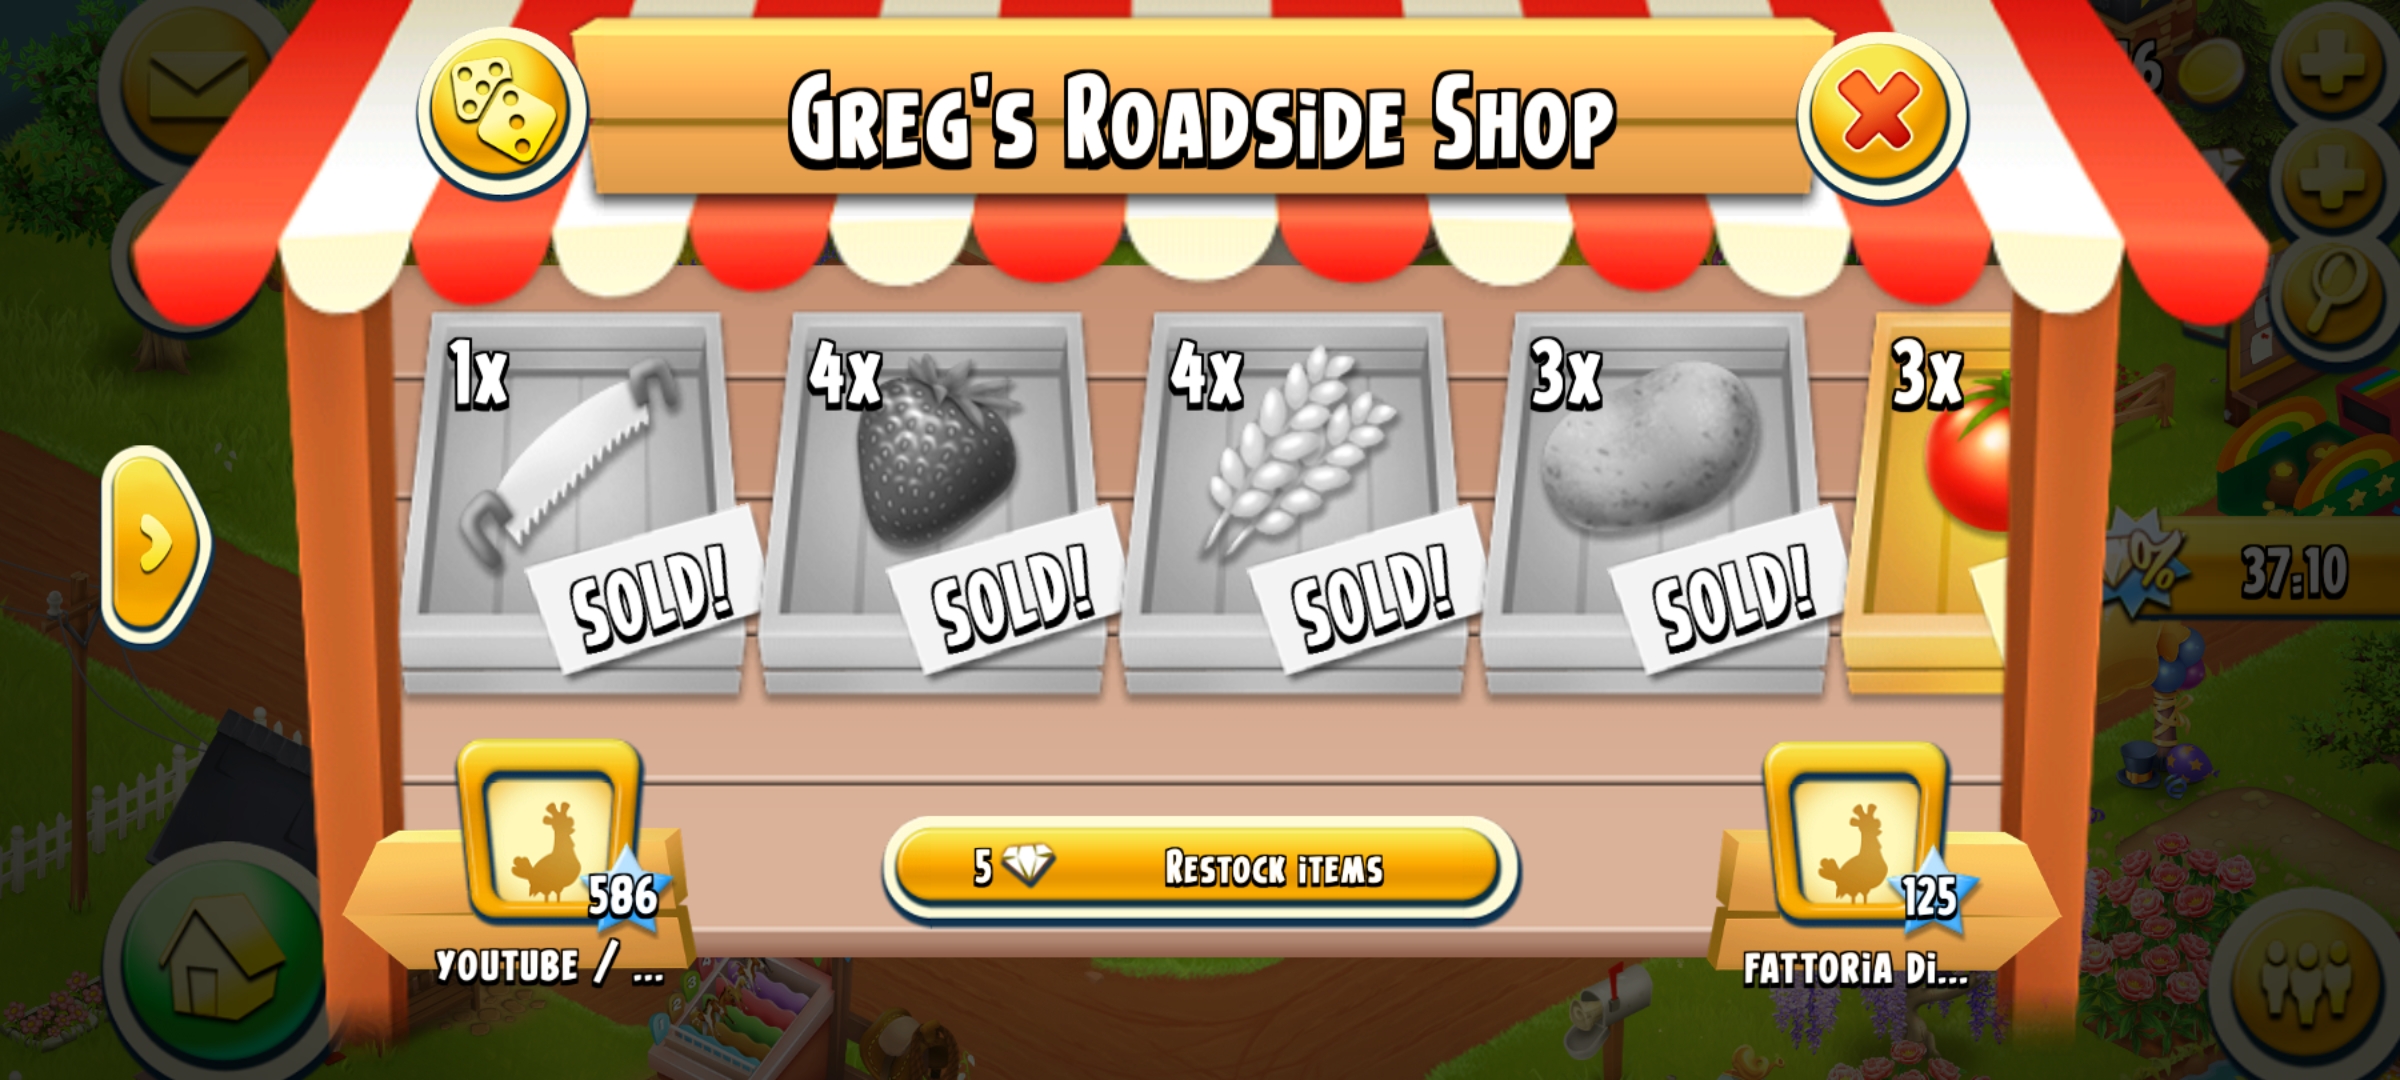 GREG'S ROADSIDE SHOP
1x
4x
4x
3x
3x
SOLD!
SOLD!
SOLD!
SOLD!
37:10
5 RESTOCK ITEMS
586
125
YOUTUBE / ...
FATTORIA Di...